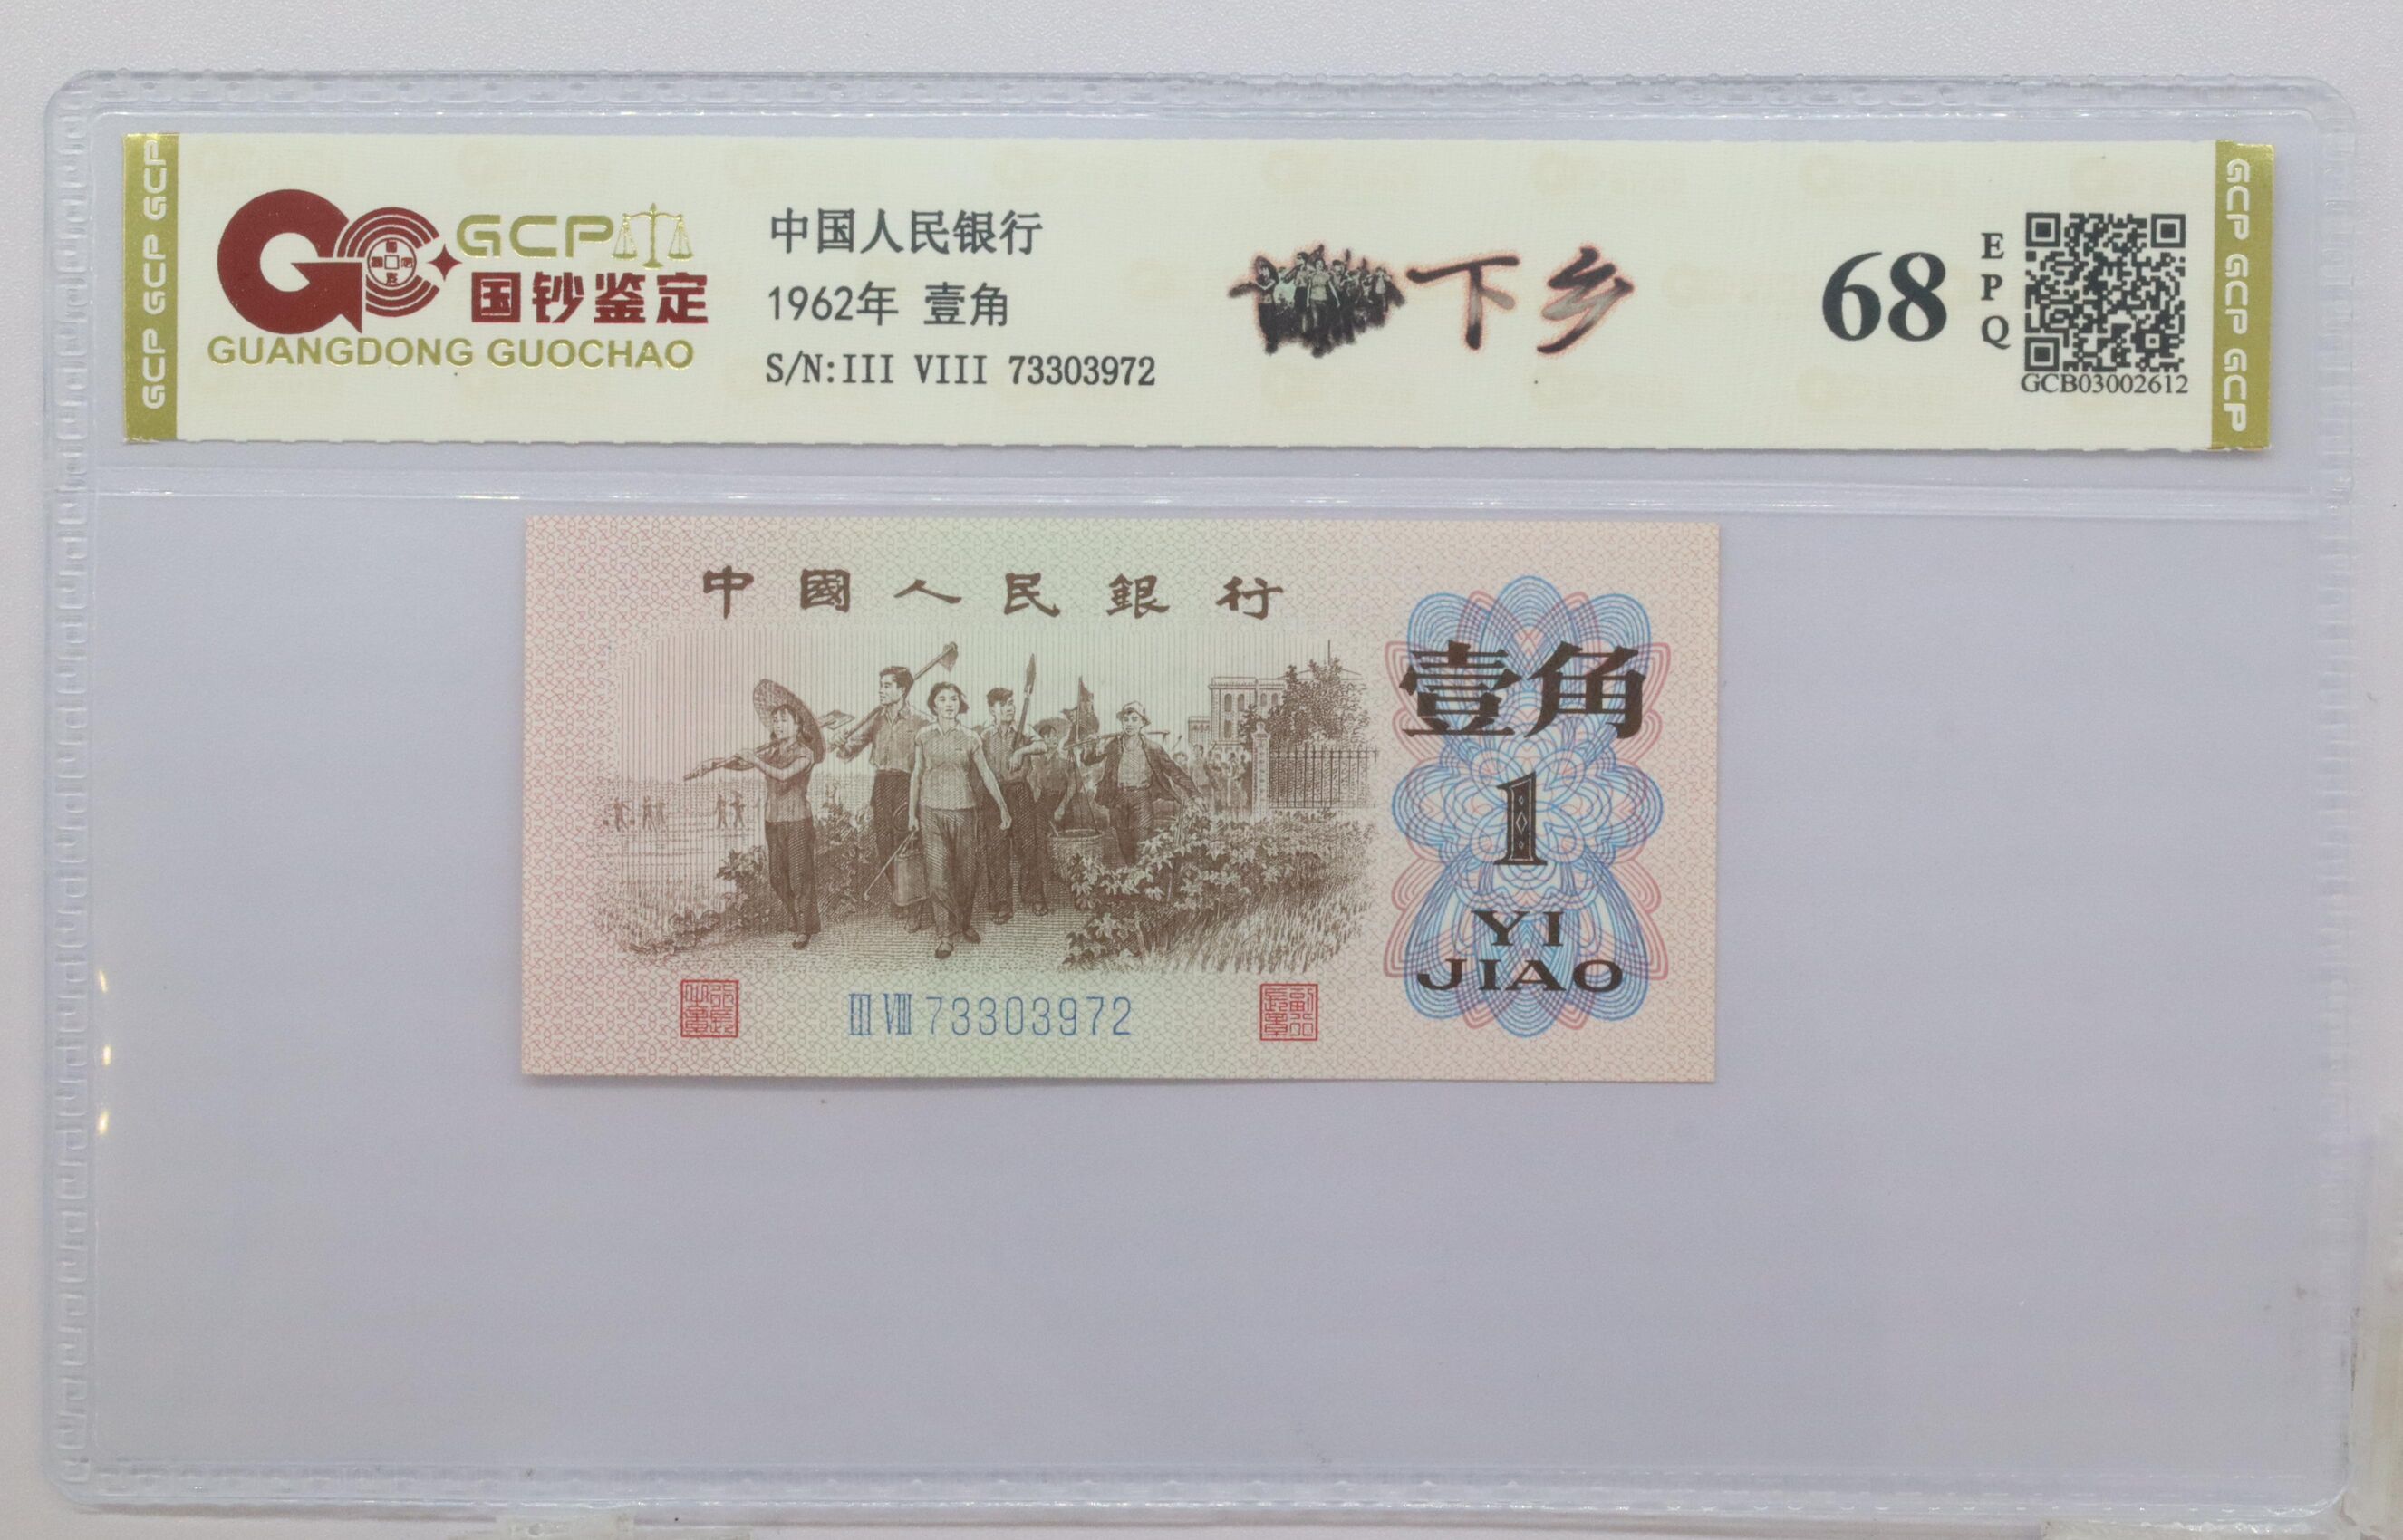 GCP GCP GCP
GCP
国钞鉴定
GUANGDONG GUOCHAO
中国人民银行
1962年 壹角
S/N:III VIII 73303972
下乡
68
EPQ
GCB03002612
GCP GCP GCP
中國人民銀行
壹角
1
YI
JIAO
III VIII 73303972